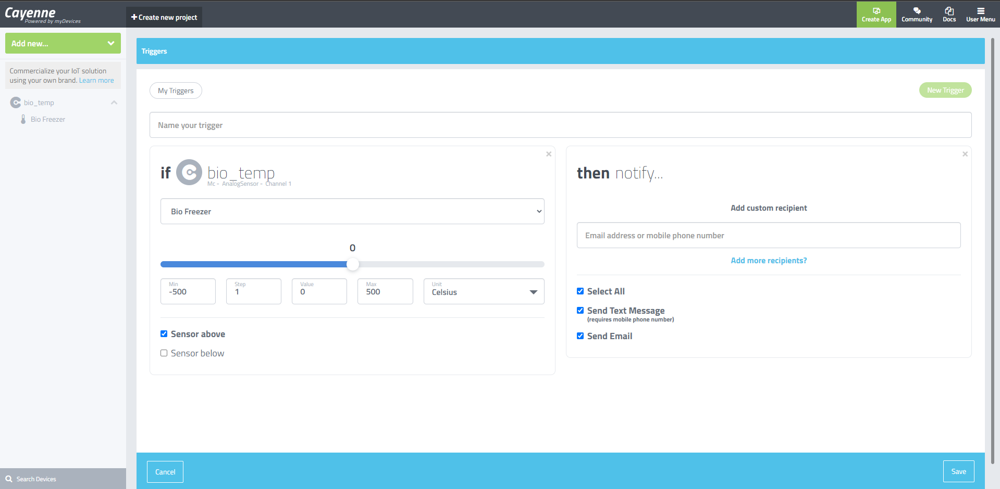 Cayenne
Powered by myDevices
Create new project
Create App
Community
Docs
User Menu
Add new...
Commercialize your IoT solution
using your own brand. Learn more
bio_temp
Bio Freezer
Search Devices
Triggers
My Triggers
New Trigger
Name your trigger
if bio_temp
Mc - AnalogSensor - Channel 1
Bio Freezer
0
Min
-500
Step
1
Value
0
Max
500
Unit
Celsius
Sensor above
Sensor below
then notify...
Add custom recipient
Email address or mobile phone number
Add more recipients?
Select All
Send Text Message
(requires mobile phone number)
Send Email
Cancel
Save